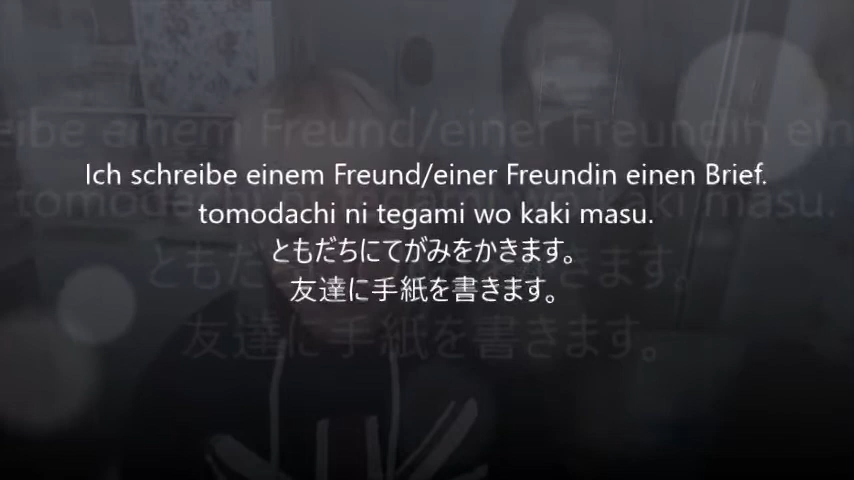 Ich schreibe einem Freund/einer Freundin einen Brief.
tomodachi ni tegami wo kaki masu.
ともだちにてがみをかきます。
友達に手紙を書きます。